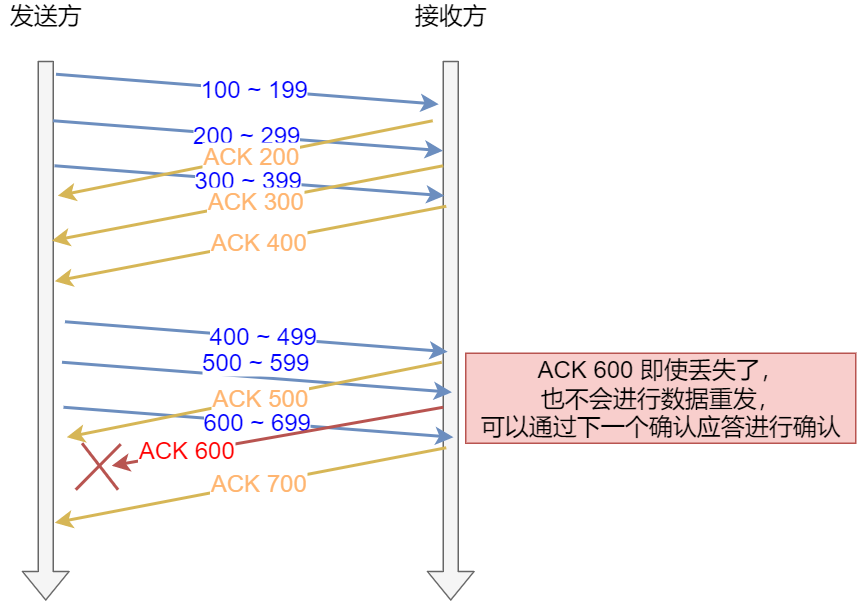 发送方
接收方
100 ~ 199
200 ~ 299
ACK 200
300 ~ 399
ACK 300
ACK 400
400 ~ 499
500 ~ 599
ACK 500
600 ~ 699
ACK 600
ACK 700
ACK 600 即使丢失了，
也不会进行数据重发，
可以通过下一个确认应答进行确认